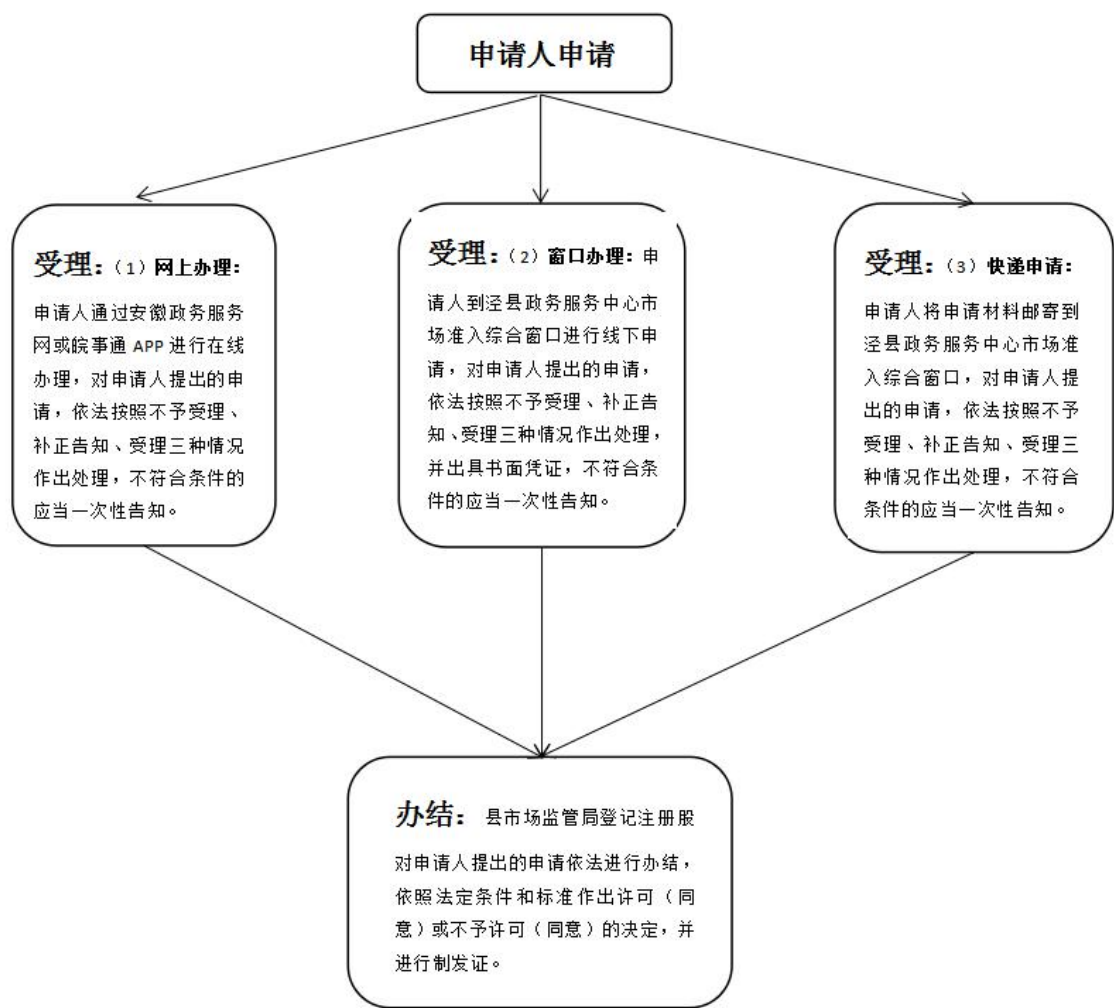 申请人申请
受理：（1）网上办理：
申请人通过安徽政务服务
网或皖事通 APP 进行在线
办理，对申请人提出的申
请，依法按照不予受理、
补正告知、受理三种情况
作出处理，不符合条件的
应当一次性告知。
受理：（2）窗口办理：申
请人到泾县政务服务中心市
场准入综合窗口进行线下申
请，对申请人提出的申请，
依法按照不予受理、补正告
知、受理三种情况作出处理，
并出具书面凭证，不符合条
件的应当一次性告知。
受理：（3）快递申请：
申请人将申请材料邮寄到
泾县政务服务中心市场准
入综合窗口，对申请人提
出的申请，依法按照不予
受理、补正告知、受理三
种情况作出处理，不符合
条件的应当一次性告知。
办结： 县市场监管局登记注册股
对申请人提出的申请依法进行办结，
依照法定条件和标准作出许可（同
意）或不予许可（同意）的决定，并
进行制发证。